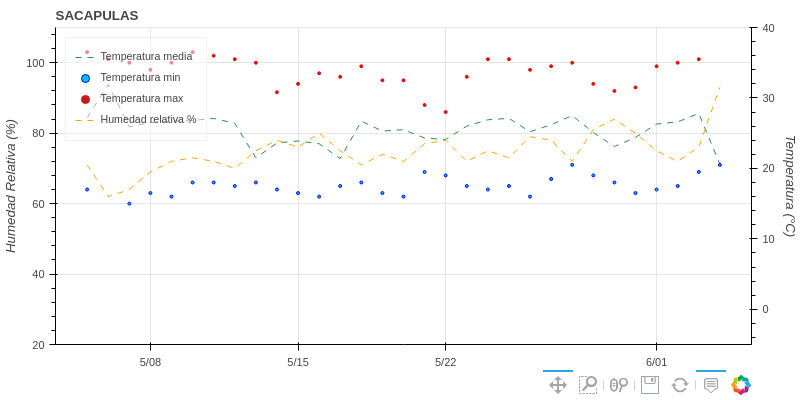 SACAPULAS
Temperatura media
Temperatura min
Temperatura max
Humedad relativa %
Humedad Relativa (%)
100
80
60
40
20
40
30
20
10
0
Temperatura (°C)
5/08
5/15
5/22
6/01